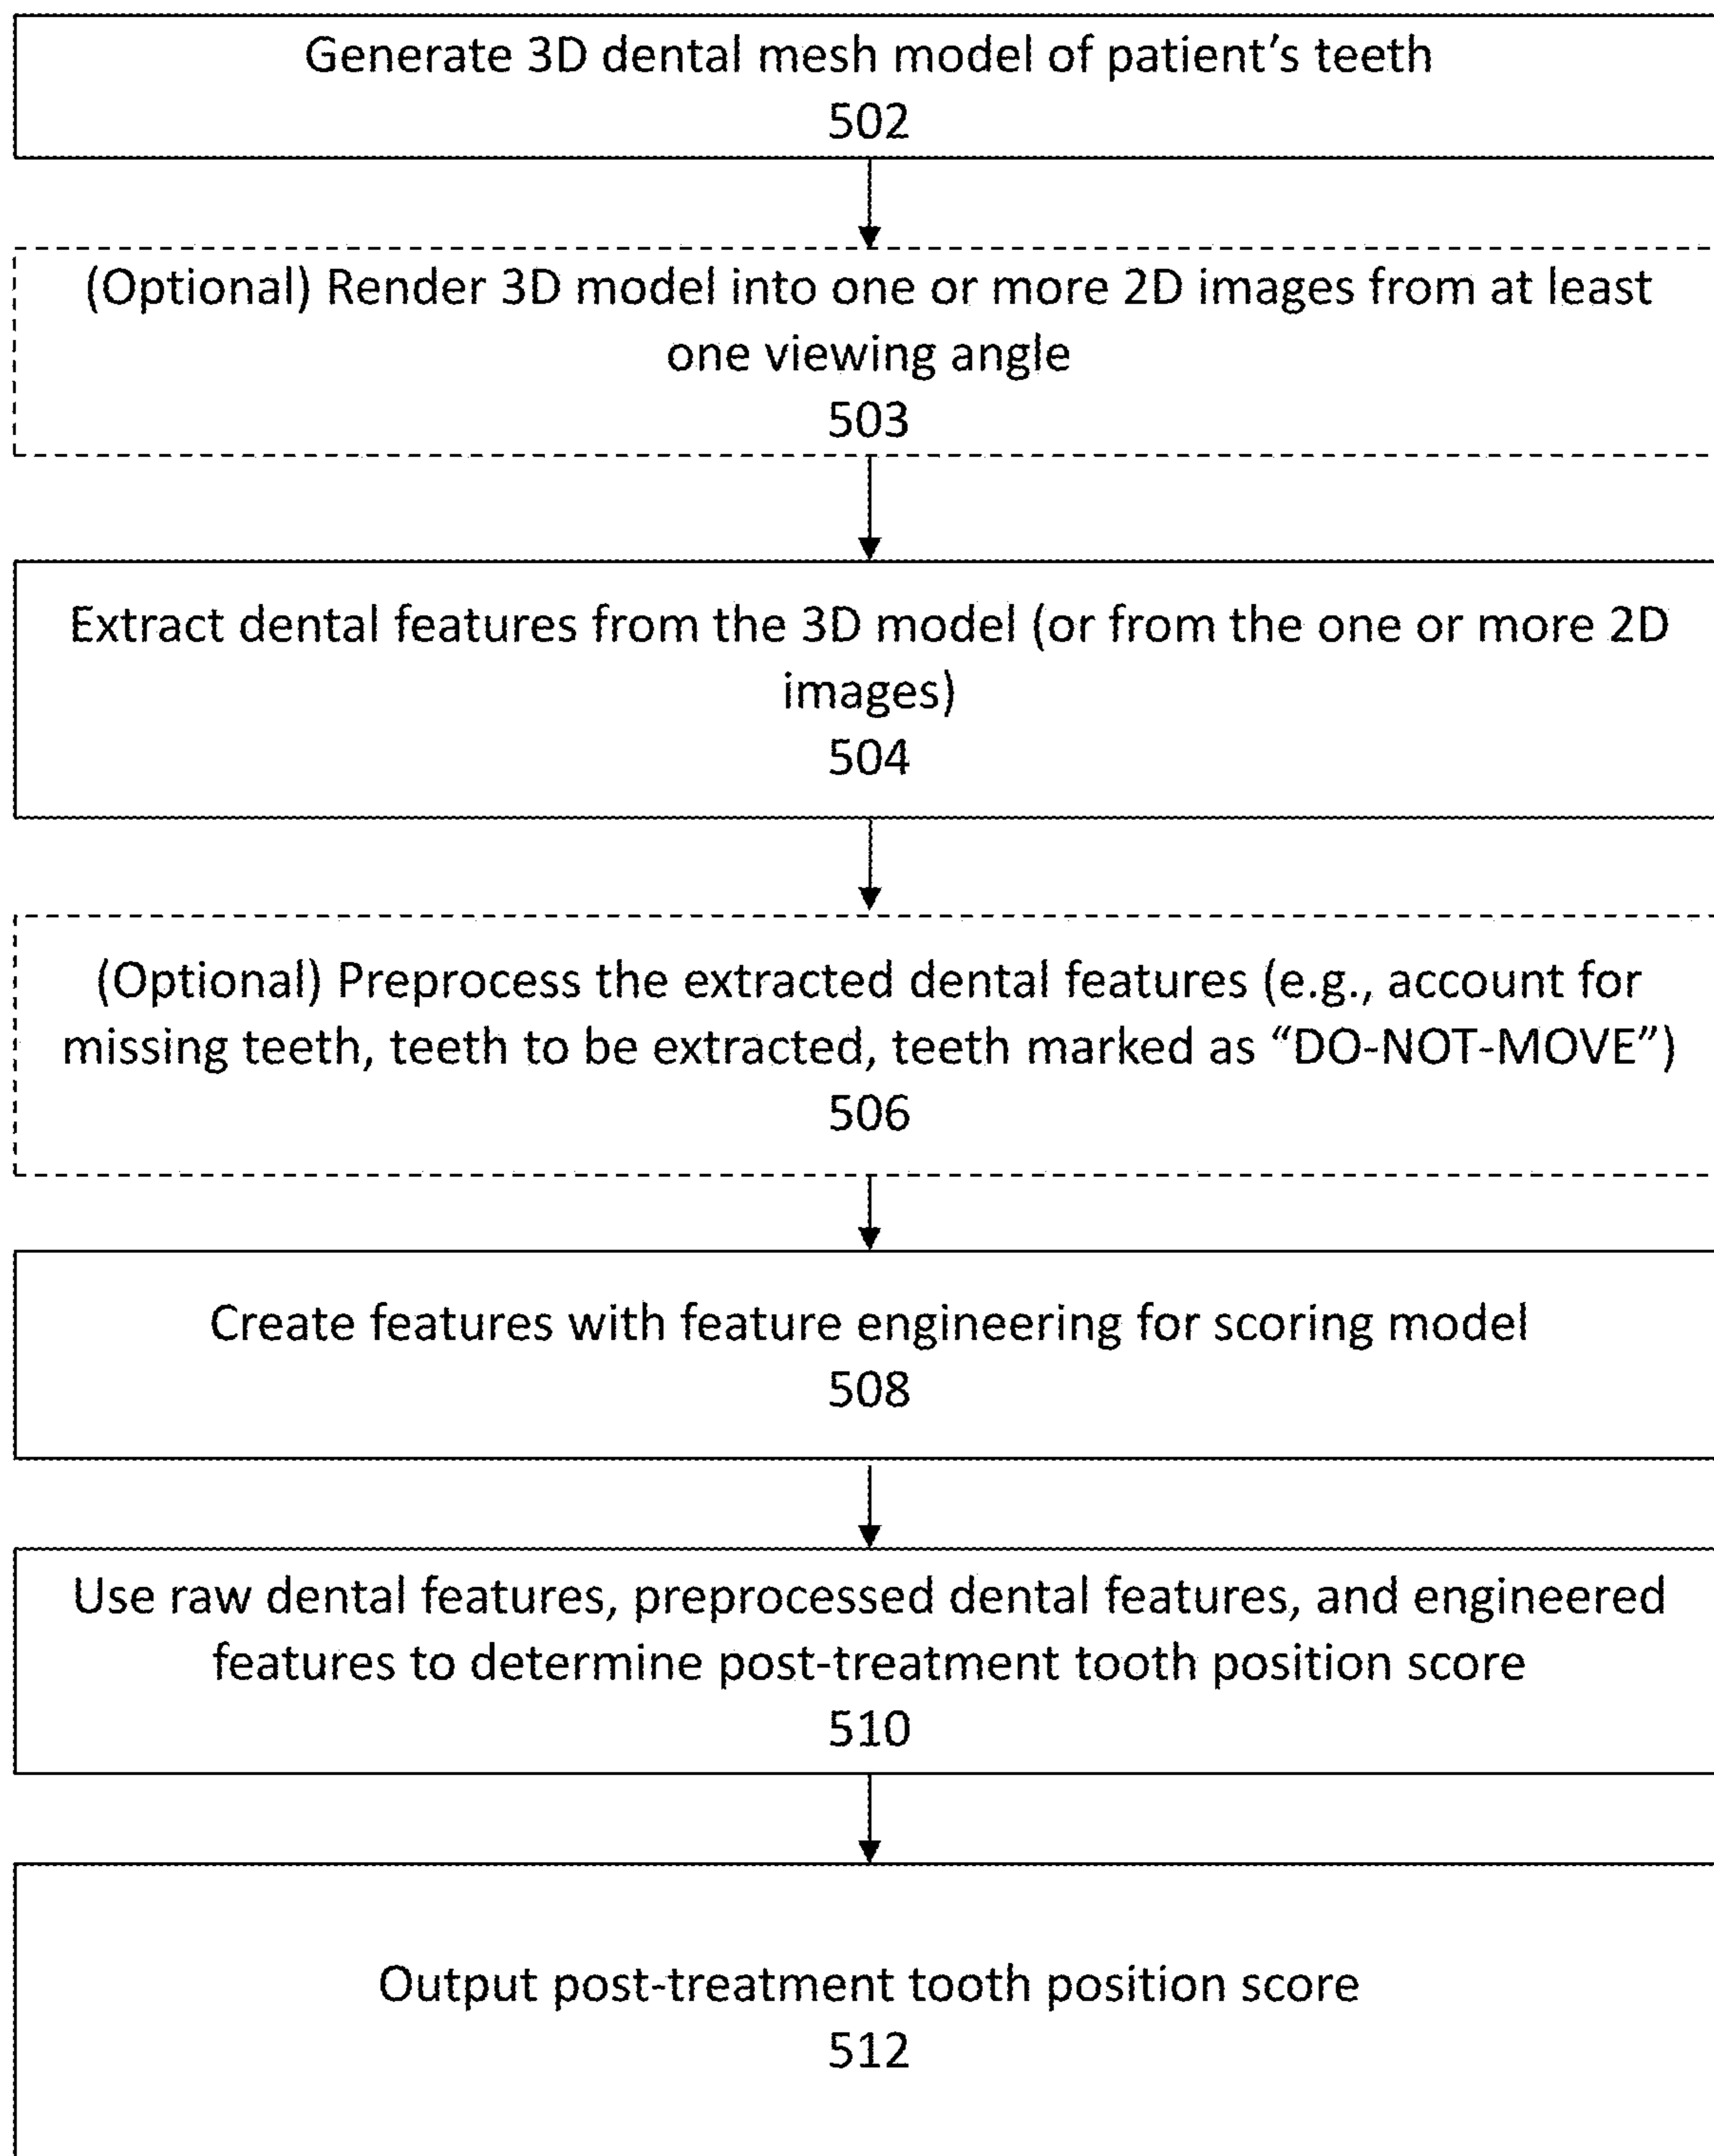 Generate 3D dental mesh model of patient’s teeth
502
(Optional) Render 3D model into one or more 2D images from at least
one viewing angle
503
Extract dental features from the 3D model (or from the one or more 2D
images)
504
(Optional) Preprocess the extracted dental features (e.g., account for
missing teeth, teeth to be extracted, teeth marked as “DO-NOT-MOVE”)
506
Create features with feature engineering for scoring model
508
Use raw dental features, preprocessed dental features, and engineered
features to determine post-treatment tooth position score
510
Output post-treatment tooth position score
512